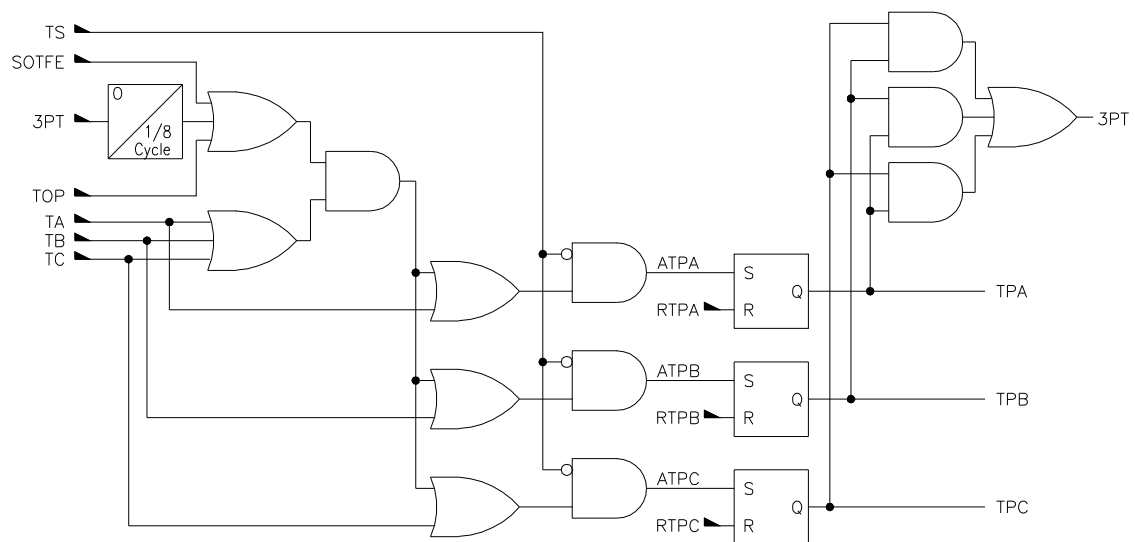 TS
SOTFE
3PT
O
1/8
Cycle
TOP
TA
TB
TC
3PT
ATPA
S
Q
TPA
RTPA
R
ATPB
S
Q
TPB
RTPB
R
ATPC
S
Q
TPC
RTPC
R